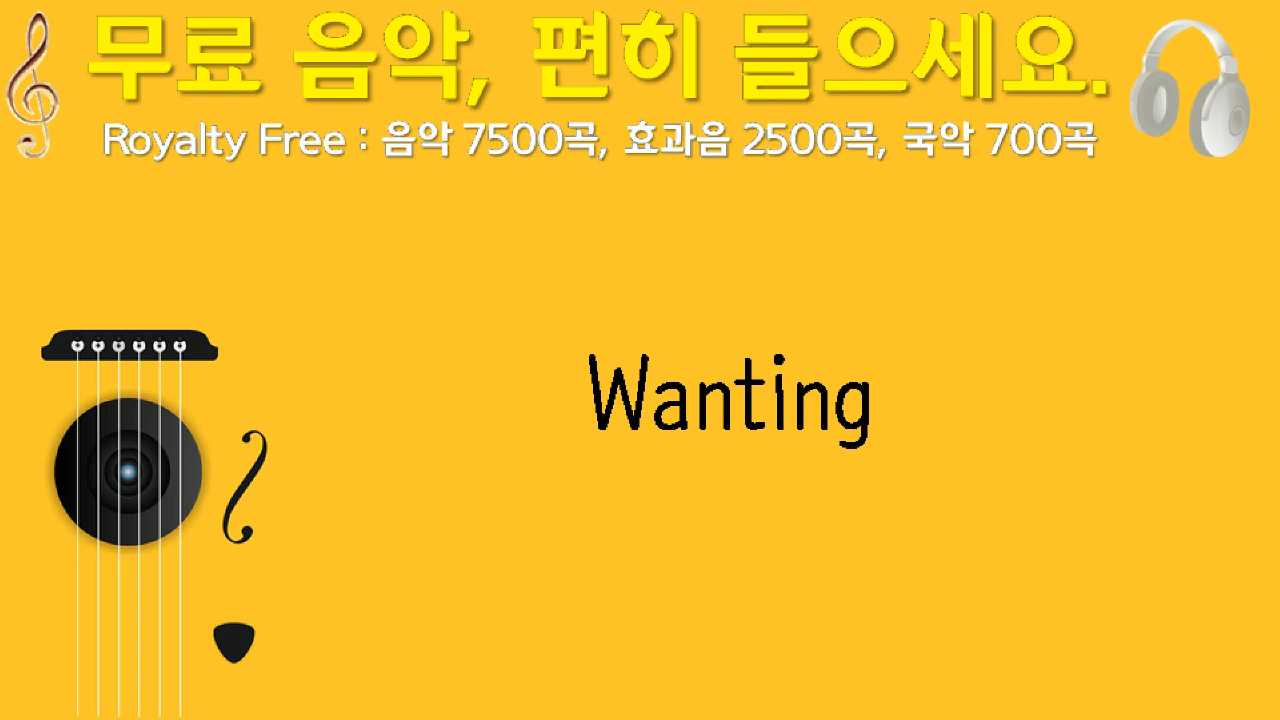 무료 음악, 편히 들으세요.
Royalty Free : 음악 7500곡, 효과음 2500곡, 국악 700곡
Wanting